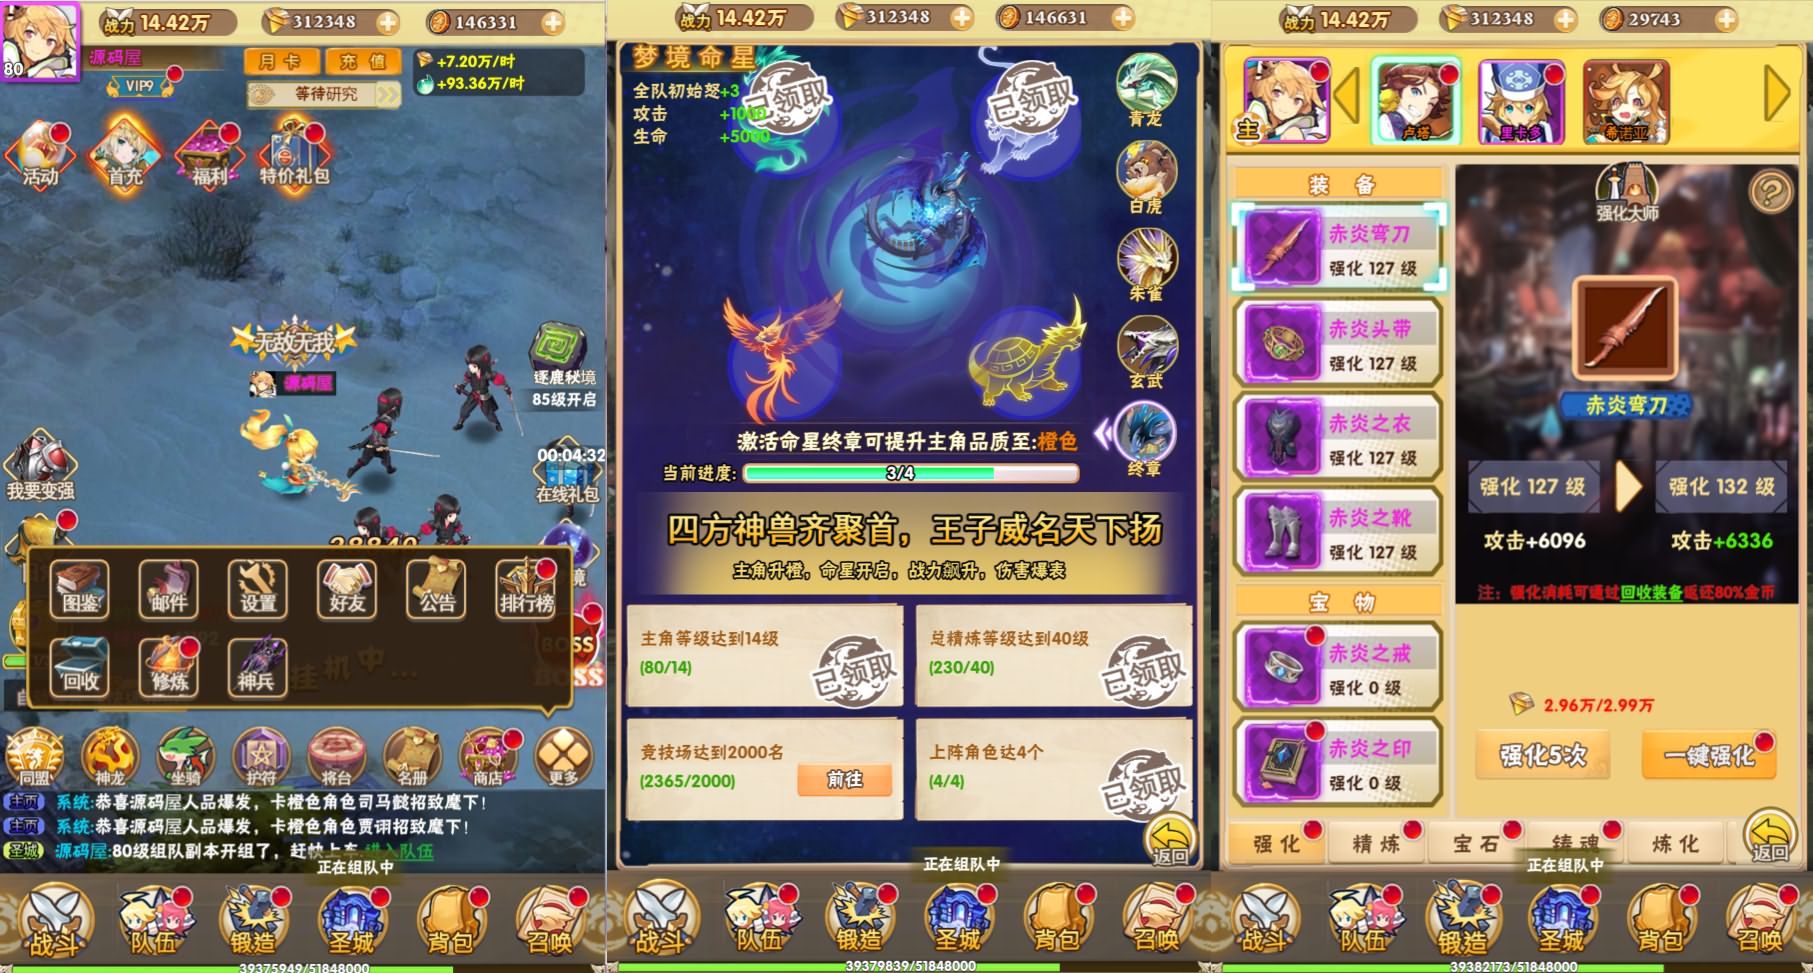 战力 14.42万
312348
146331
80
源码屋
VIP9
月卡
充值
等待研究
+7.20万/时
+93.36万/时
活动
首充
福利
特价礼包
无敌无我
源码屋
逐鹿秘境
85级开启
00:04:32
在线礼包
我要变强
28840
图鉴
邮件
设置
好友
公告
排行榜
回收
修炼
神兵
BOSS
BOSS
挂机中...
同盟
神龙
坐骑
护符
将台
名册
商店
更多
主页 系统:恭喜源码屋人品爆发，卡橙色角色司马懿招致麾下！
主页 系统:恭喜源码屋人品爆发，卡橙色角色贾诩招致麾下！
圣城 源码屋:80级组队副本开组了，赶快上车.进入队伍
正在组队中
战斗
队伍
锻造
圣城
背包
召唤
39375949/51848000
战力 14.42万
312348
146631
梦境命星
全队初始怒+3
攻击 +1000
生命 +5000
已领取
已领取
青龙
白虎
朱雀
玄武
终章
激活命星终章可提升主角品质至:橙色
当前进度:
3/4
四方神兽齐聚首，王子威名天下扬
主角升橙，命星开启，战力飙升，伤害爆表
主角等级达到14级
(80/14)
已领取
总精炼等级达到40级
(230/40)
已领取
竞技场达到2000名
(2365/2000)
前往
上阵角色达4个
(4/4)
已领取
返回
正在组队中
战斗
队伍
锻造
圣城
背包
召唤
39379839/51848000
战力 14.42万
312348
29743
主
卢塔
里卡多
希诺亚
装备
赤炎弯刀
强化 127 级
赤炎头带
强化 127 级
赤炎之衣
强化 127 级
赤炎之靴
强化 127 级
宝物
赤炎之戒
强化 0 级
赤炎之印
强化 0 级
强化大师
?
赤炎弯刀
强化 127 级
强化 132 级
攻击+6096
攻击+6336
注：强化消耗可通过回收装备返还80%金币
2.96万/2.99万
强化5次
一键强化
强化
精炼
宝石
铸魂
炼化
返回
正在组队中
战斗
队伍
锻造
圣城
背包
召唤
39382173/51848000